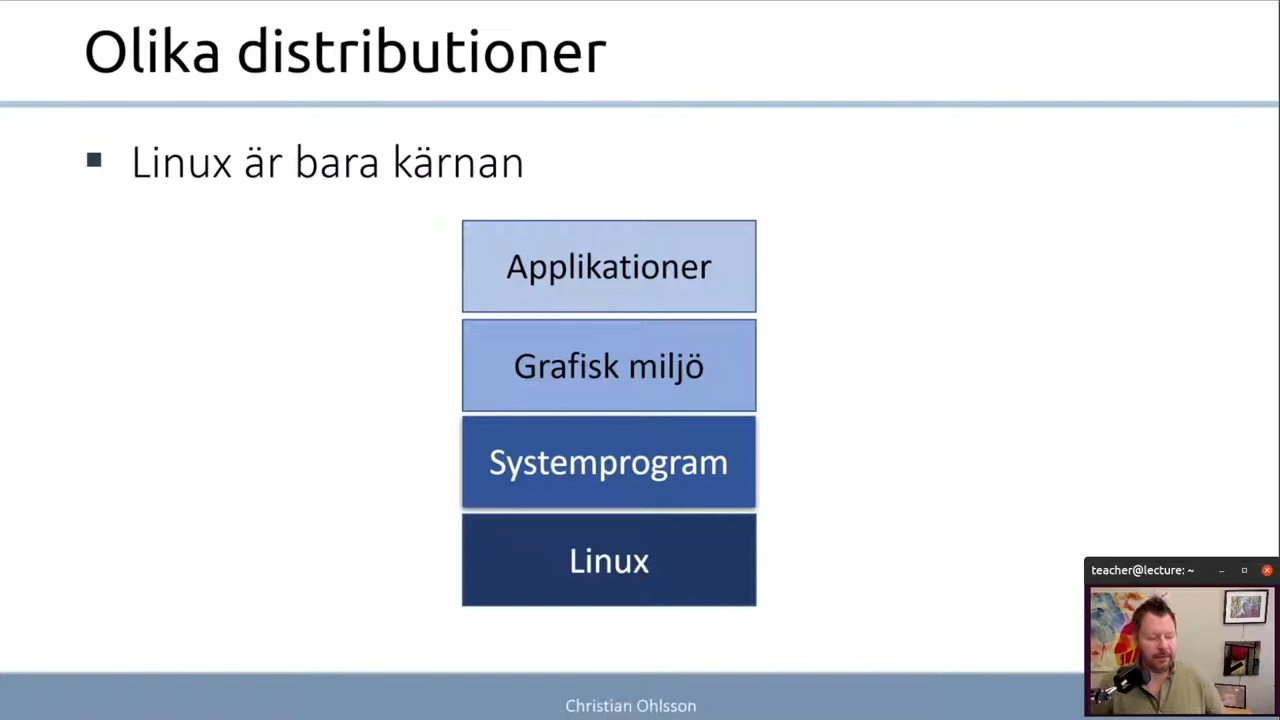 Olika distributioner
Linux är bara kärnan
Applikationer
Grafisk miljö
Systemprogram
Linux
teacher@lecture: ~
Christian Ohlsson